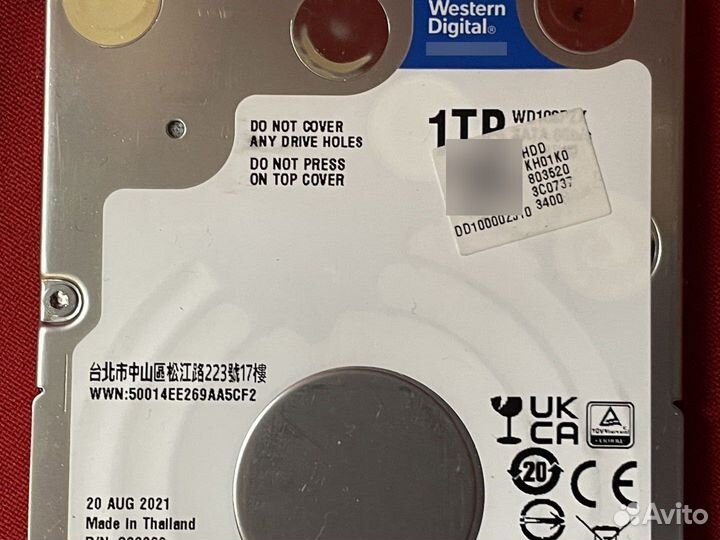 Western
Digital®
DO NOT COVER
ANY DRIVE HOLES
DO NOT PRESS
ON TOP COVER
1TB
HDD
KH01K0
803520
3C0737
3400
台北市中山區松江路223號17樓
WWN:50014EE269AA5CF2
UK
CA
20
CE
20 AUG 2021
Made in Thailand
Avito